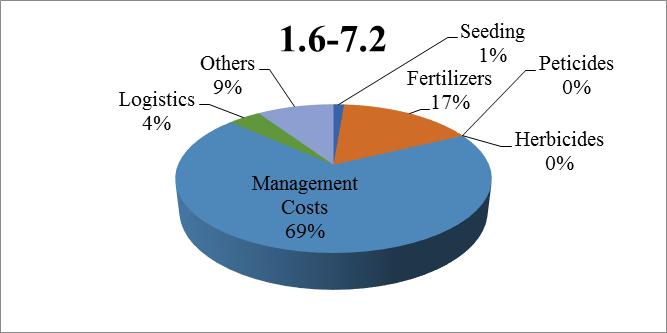 1.6-7.2
Seeding
1%
Peticides
0%
Others
9%
Fertilizers
17%
Logistics
4%
Herbicides
0%
Management
Costs
69%